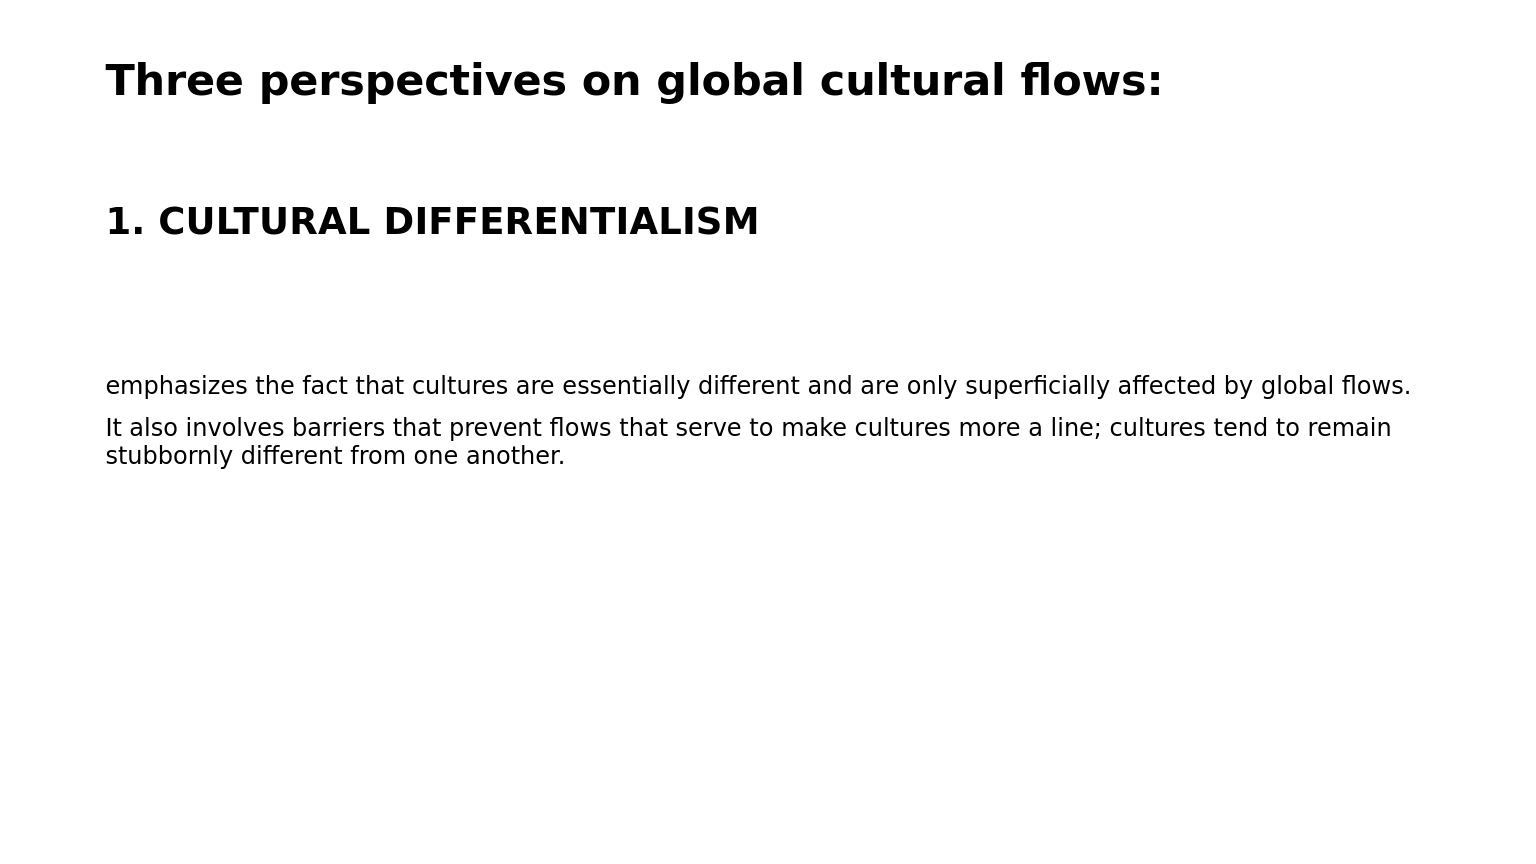 Three perspectives on global cultural flows:
1. CULTURAL DIFFERENTIALISM
emphasizes the fact that cultures are essentially different and are only superficially affected by global flows.
It also involves barriers that prevent flows that serve to make cultures more a line; cultures tend to remain
stubbornly different from one another.